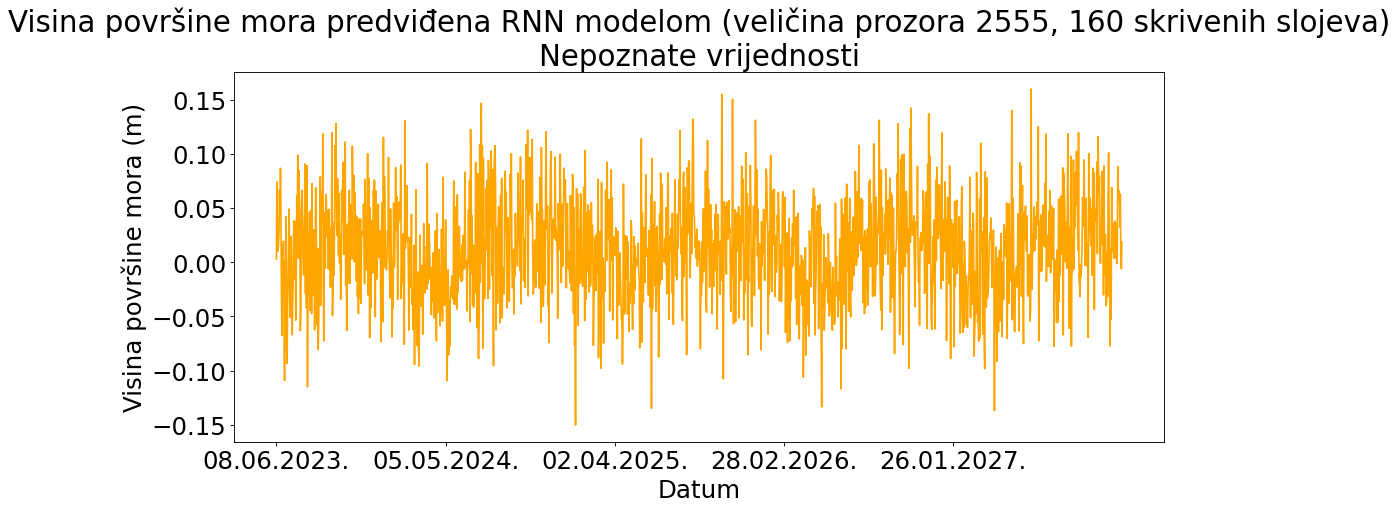 Visina površine mora predviđena RNN modelom (veličina prozora 2555, 160 skrivenih slojeva)
Nepoznate vrijednosti
Visina površine mora (m)
0.15
0.10
0.05
0.00
−0.05
−0.10
−0.15
08.06.2023. 05.05.2024. 02.04.2025. 28.02.2026. 26.01.2027.
Datum